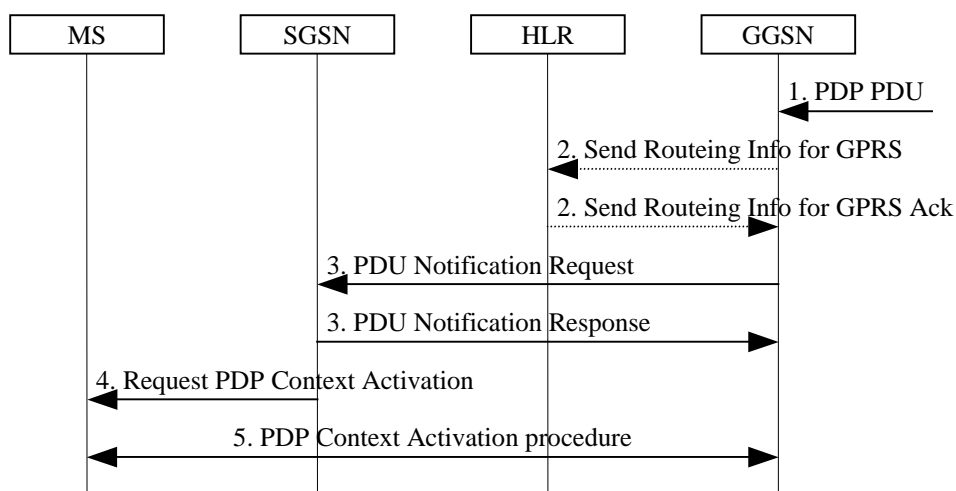 MS
SGSN
HLR
GGSN
1. PDP PDU
2. Send Routeing Info for GPRS
2. Send Routeing Info for GPRS Ack
3. PDU Notification Request
3. PDU Notification Response
4. Request PDP Context Activation
5. PDP Context Activation procedure